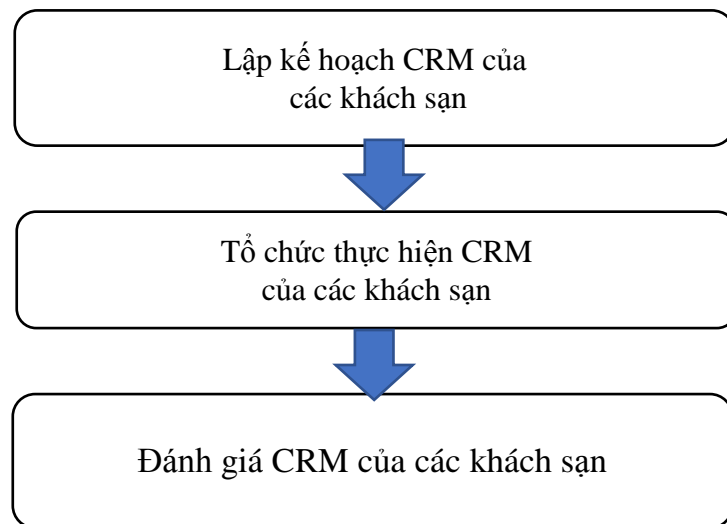 Lập kế hoạch CRM của
các khách sạn
Tổ chức thực hiện CRM
của các khách sạn
Đánh giá CRM của các khách sạn